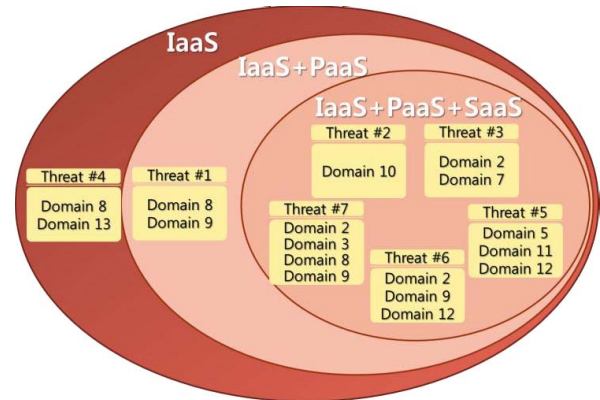 IaaS
IaaS+PaaS
IaaS+PaaS+SaaS
Threat #2
Domain 10
Threat #3
Domain 2
Domain 7
Threat #4
Domain 8
Domain 13
Threat #1
Domain 8
Domain 9
Threat #7
Domain 2
Domain 3
Domain 8
Domain 9
Threat #5
Domain 5
Domain 11
Domain 12
Threat #6
Domain 2
Domain 9
Domain 12